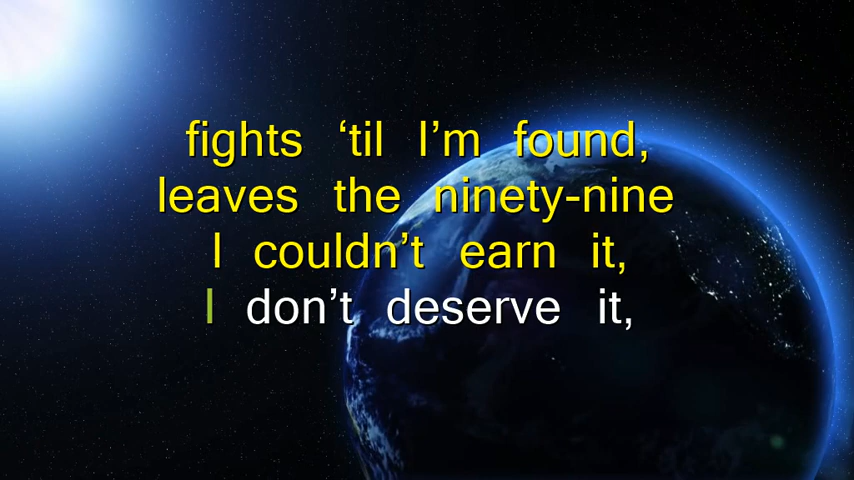 fights ‘til I’m found,
leaves the ninety-nine
I couldn’t earn it,
I don’t deserve it,